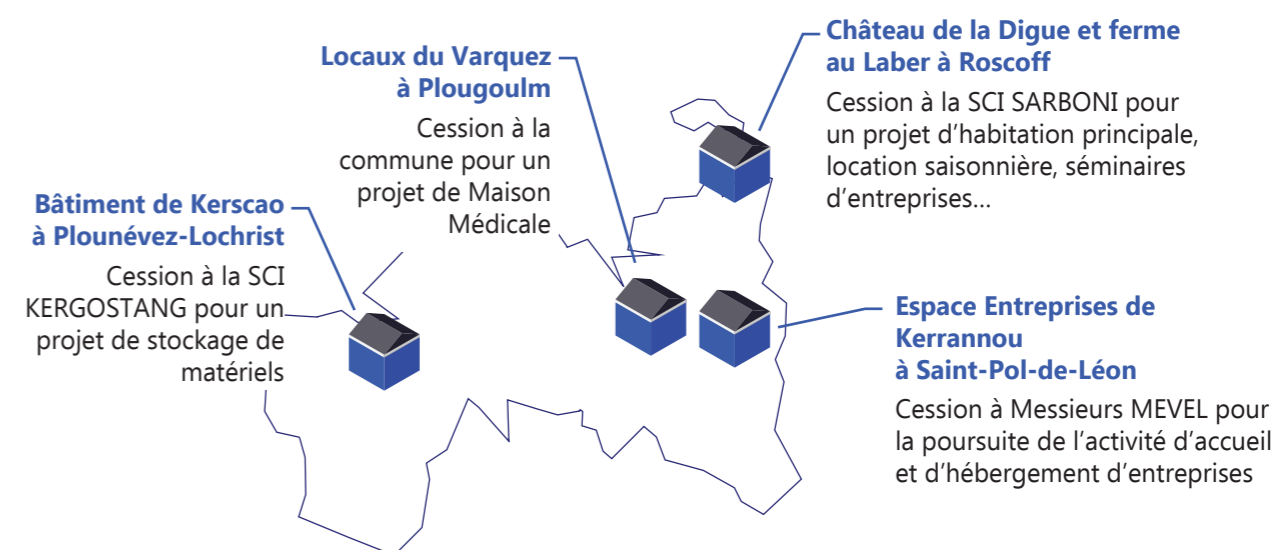 Château de la Digue et ferme
au Laber à Roscoff
Cession à la SCI SARBONI pour
un projet d'habitation principale,
location saisonnière, séminaires
d'entreprises...
Locaux du Varquez
à Plougoulm
Cession à la
commune pour un
projet de Maison
Médicale
Bâtiment de Kerscao
à Plounévez-Lochrist
Cession à la SCI
KERGOSTANG pour un
projet de stockage de
matériels
Espace Entreprises de
Kerrannou
à Saint-Pol-de-Léon
Cession à Messieurs MEVEL pour
la poursuite de l'activité d'accueil
et d'hébergement d'entreprises